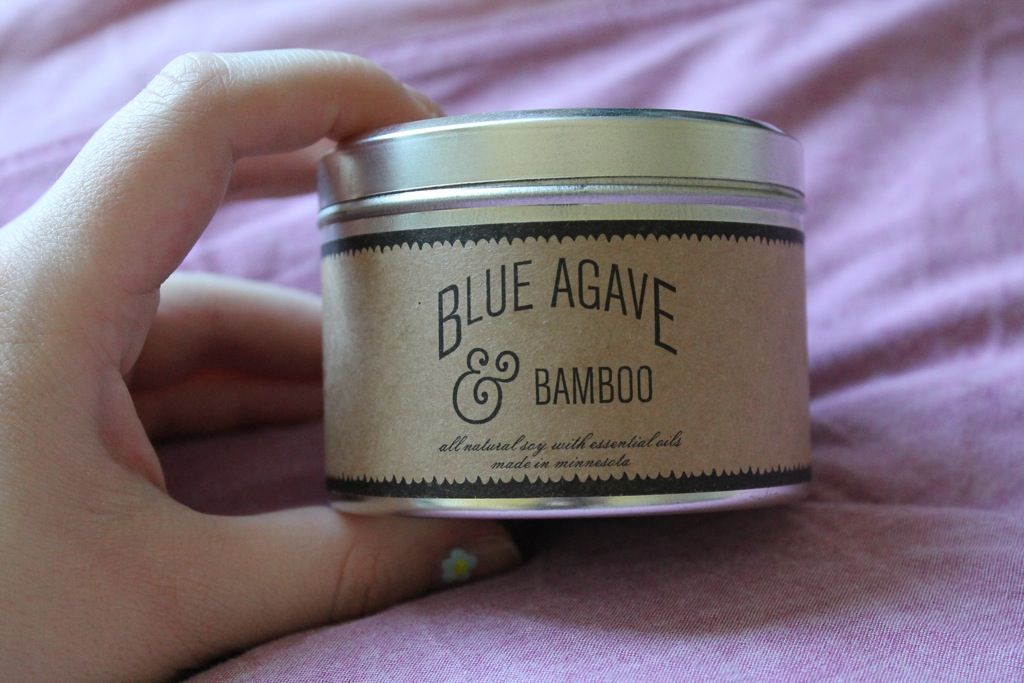 BLUE AGAVE
& BAMBOO
all natural soy with essential oils
made in minnesota